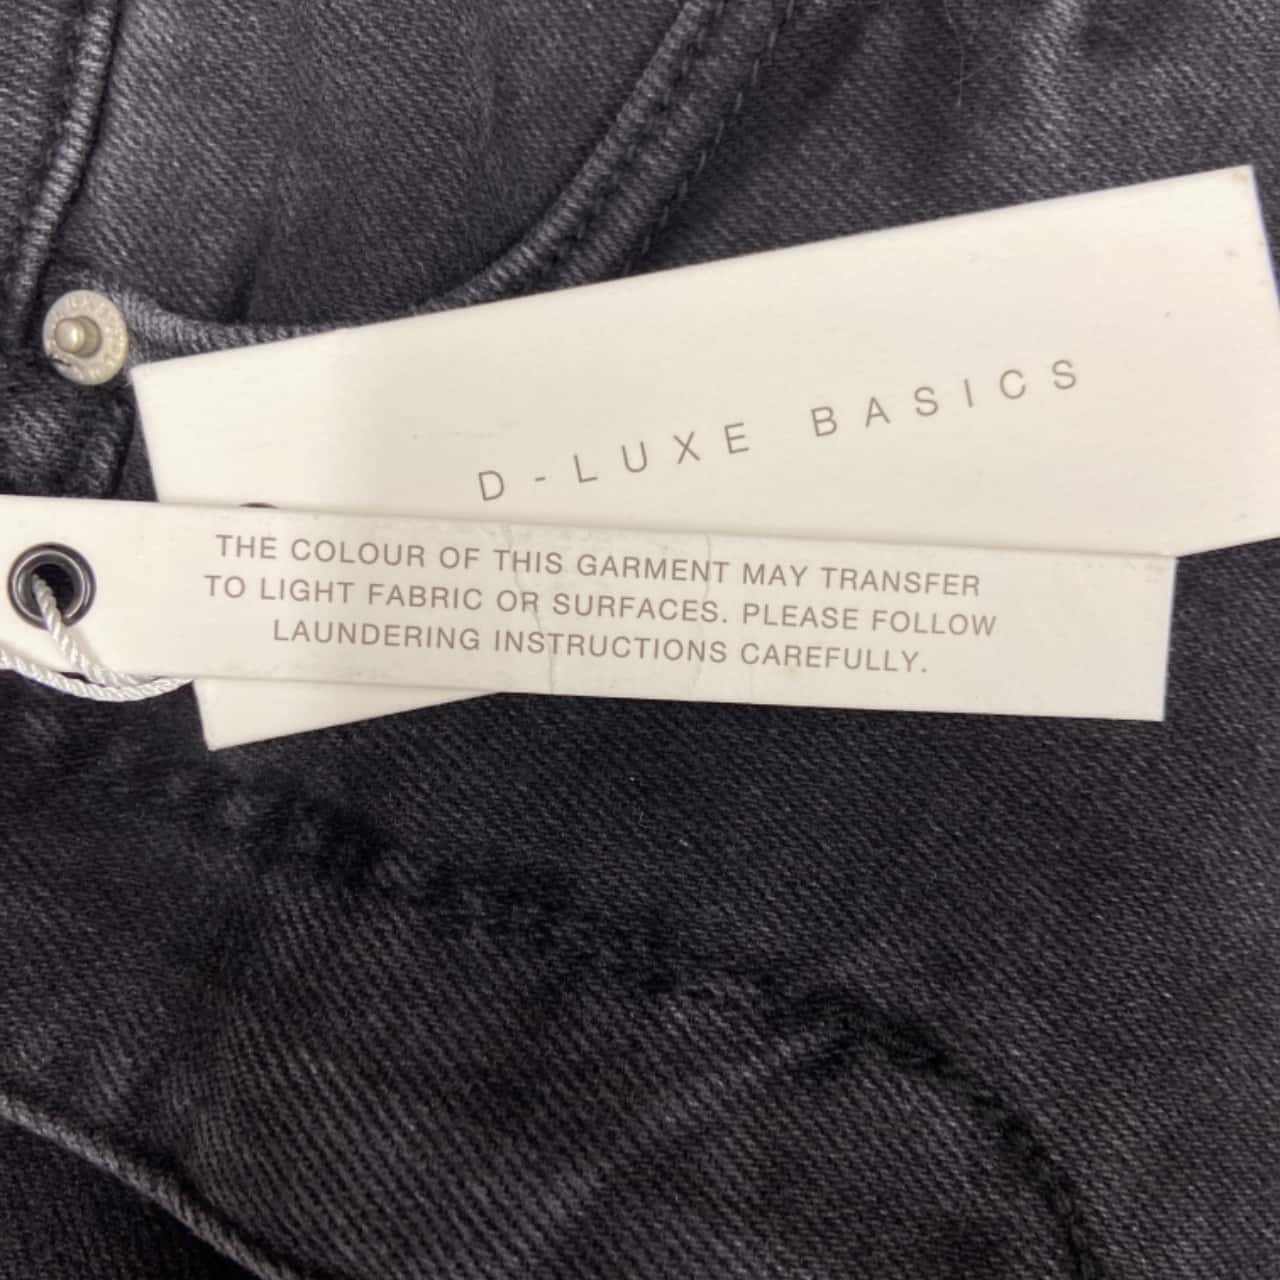 D-LUXE BASICS
THE COLOUR OF THIS GARMENT MAY TRANSFER
TO LIGHT FABRIC OR SURFACES. PLEASE FOLLOW
LAUNDERING INSTRUCTIONS CAREFULLY.